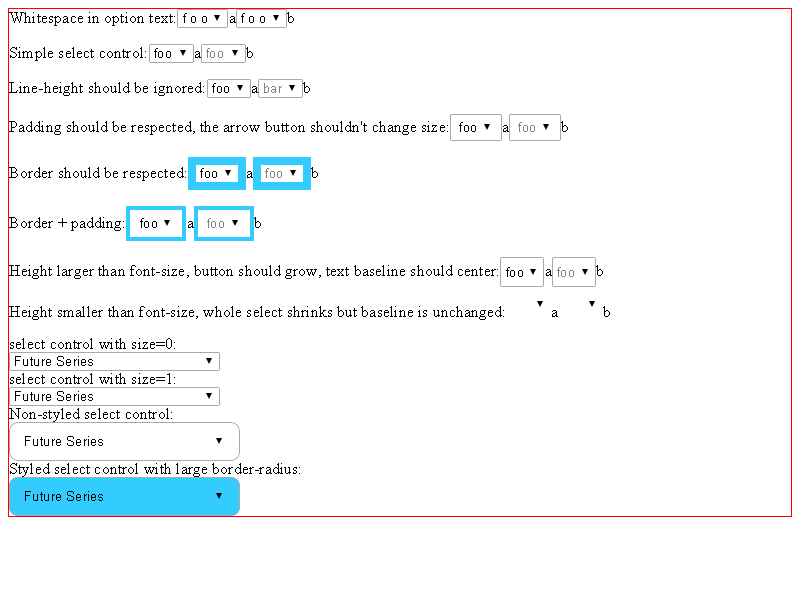 Whitespace in option text: f o o ▼ a f o o ▼ b
Simple select control: foo ▼ a foo ▼ b
Line-height should be ignored: foo ▼ a bar ▼ b
Padding should be respected, the arrow button shouldn't change size: foo ▼ a foo ▼ b
Border should be respected: foo ▼ a foo ▼ b
Border + padding: foo ▼ a foo ▼ b
Height larger than font-size, button should grow, text baseline should center: foo ▼ a foo ▼ b
Height smaller than font-size, whole select shrinks but baseline is unchanged: ▼ a ▼ b
select control with size=0:
Future Series ▼
select control with size=1:
Future Series ▼
Non-styled select control:
Future Series ▼
Styled select control with large border-radius:
Future Series ▼